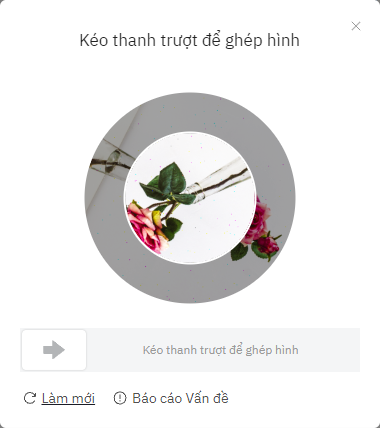 Kéo thanh trượt để ghép hình
Kéo thanh trượt để ghép hình
Làm mới
Báo cáo Vấn đề